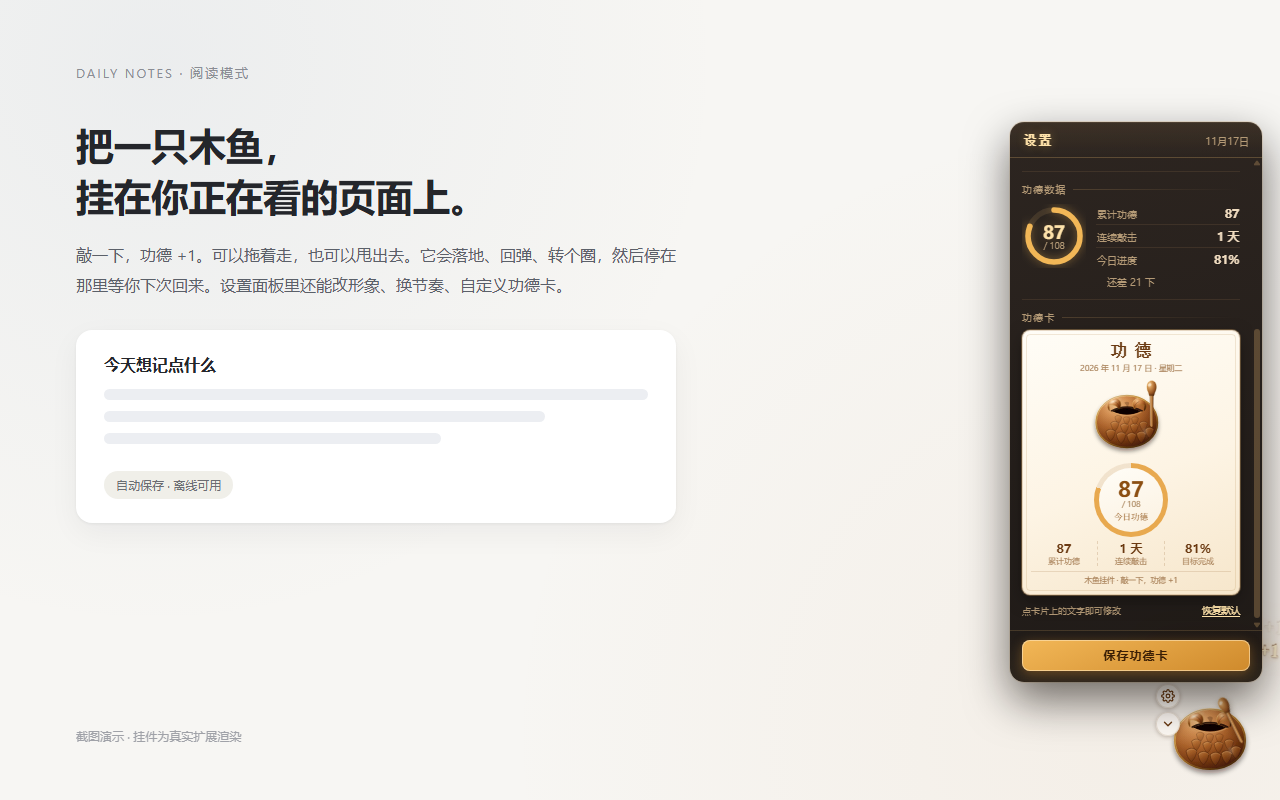 DAILY NOTES · 阅读模式
把一只木鱼，
挂在你正在看的页面上。
敲一下，功德 +1。可以拖着走，也可以甩出去。它会落地、回弹、转个圈，然后停在
那里等你下次回来。设置面板里还能改形象、换节奏、自定义功德卡。
今天想记点什么
自动保存 · 离线可用
截图演示 · 挂件为真实扩展渲染
设置
11月17日
功德数据
87
/ 108
累计功德 87
连续敲击 1 天
今日进度 81%
还差 21 下
功德卡
功 德
2026 年 11 月 17 日 · 星期二
87
/ 108
今日功德
87 1 天 81%
累计功德 连续敲击 目标完成
木鱼挂件 · 敲一下，功德 +1
点卡片上的文字即可修改 恢复默认
保存功德卡
+1